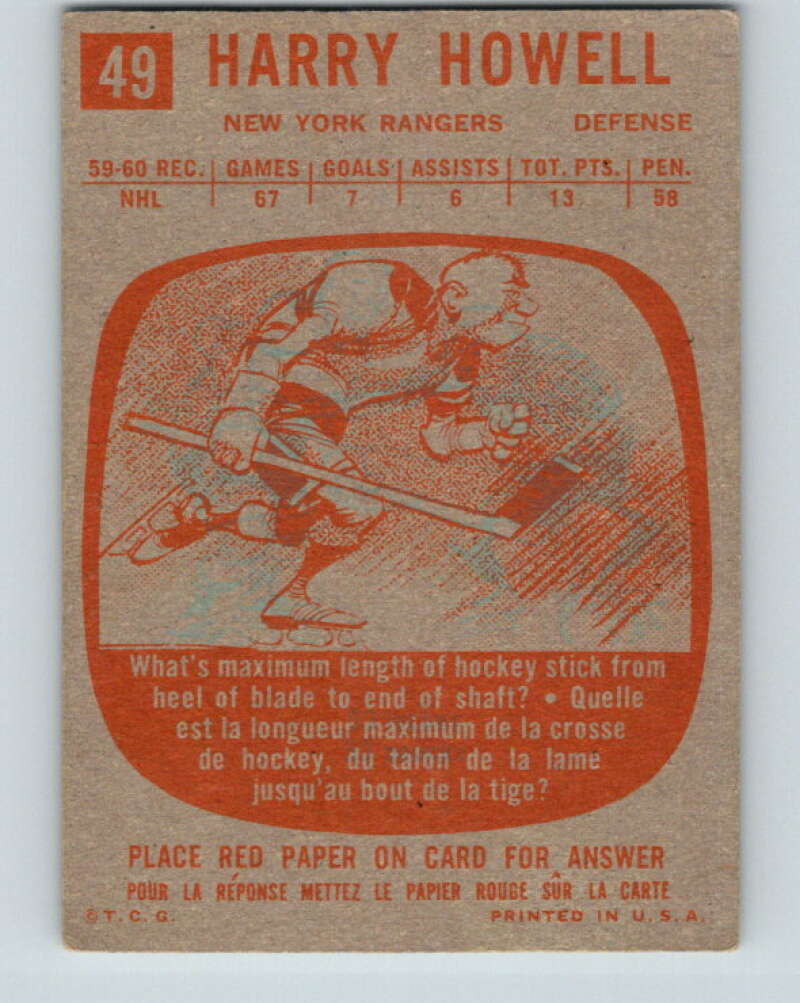 49 HARRY HOWELL
NEW YORK RANGERS DEFENSE
59-60 REC. GAMES GOALS ASSISTS TOT. PTS. PEN.
NHL 67 7 6 13 58
What's maximum length of hockey stick from
heel of blade to end of shaft? • Quelle
est la longueur maximum de la crosse
de hockey, du talon de la lame
jusqu'au bout de la tige?
PLACE RED PAPER ON CARD FOR ANSWER
POUR LA RÉPONSE METTEZ LE PAPIER ROUGE SÛR LA CARTE
© T. C. G. PRINTED IN U. S. A.